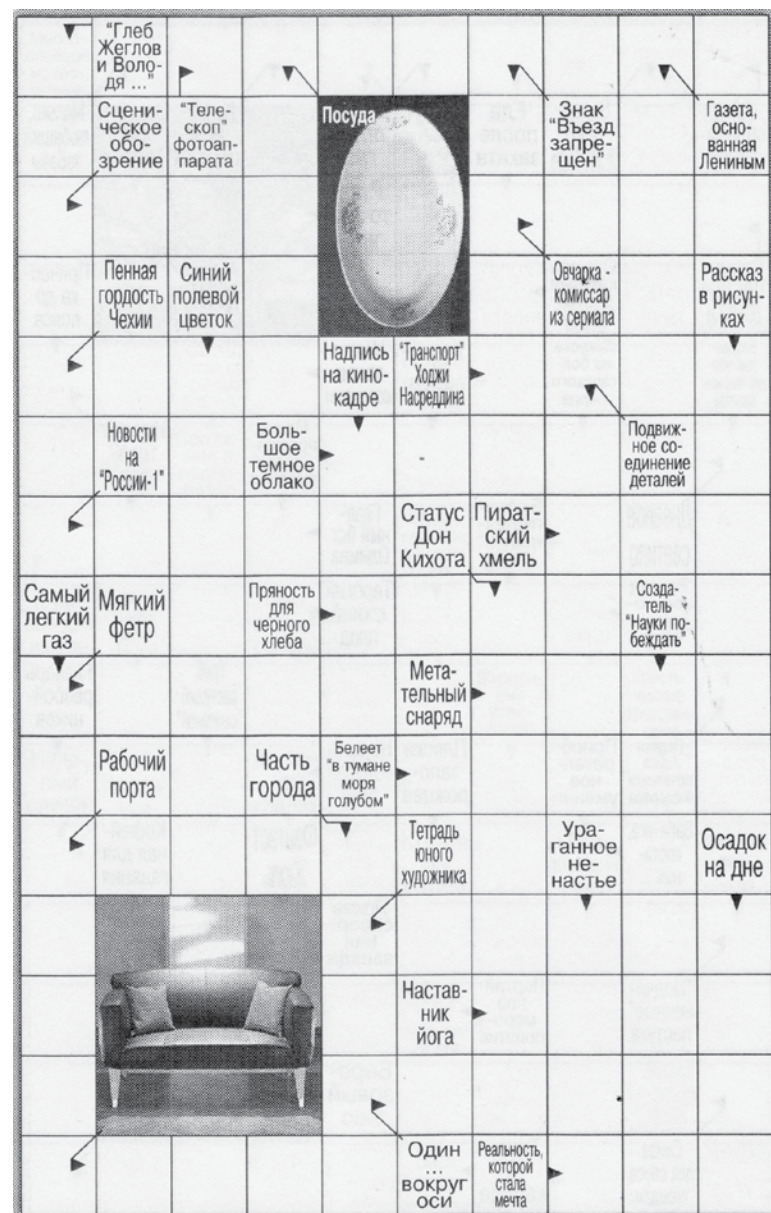 “Глеб
Жеглов
и Воло-
дя ...”
Сцени-
ческое
обо-
зрение
“Теле-
скоп”
фотоап-
парата
Посуда
Знак
“Въезд
запре-
щен”
Газета,
осно-
ванная
Лениным
Пенная
гордость
Чехии
Синий
полевой
цветок
Овчарка -
комиссар
из сериала
Рассказ
в рисун-
ках
Надпись
на кино-
кадре
“Транспорт”
Ходжи
Насреддина
Новости
на
“России-1”
Боль-
шое
темное
облако
Подвиж-
ное со-
единение
деталей
Статус
Дон
Кихота
Пират-
ский
хмель
Самый
легкий
газ
Мягкий
фетр
Пряность
для
черного
хлеба
Созда-
тель
“Науки по-
беждать”
Мета-
тельный
снаряд
Рабочий
порта
Часть
города
Белеет
“в тумане
моря
голубом”
Тетрадь
юного
художника
Ура-
ганное
не-
настье
Осадок
на дне
Настав-
ник
йога
Один
...
вокруг
оси
Реальность,
которой
стала
мечта